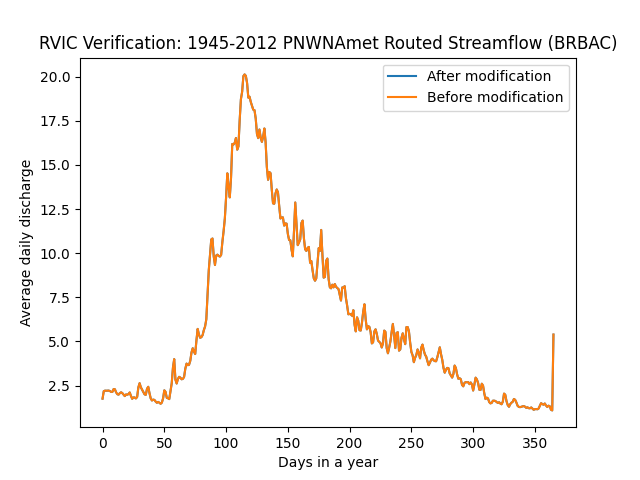 RVIC Verification: 1945-2012 PNWNAmet Routed Streamflow (BRBAC)
After modification
Before modification
Average daily discharge
20.0
17.5
15.0
12.5
10.0
7.5
5.0
2.5
0 50 100 150 200 250 300 350
Days in a year